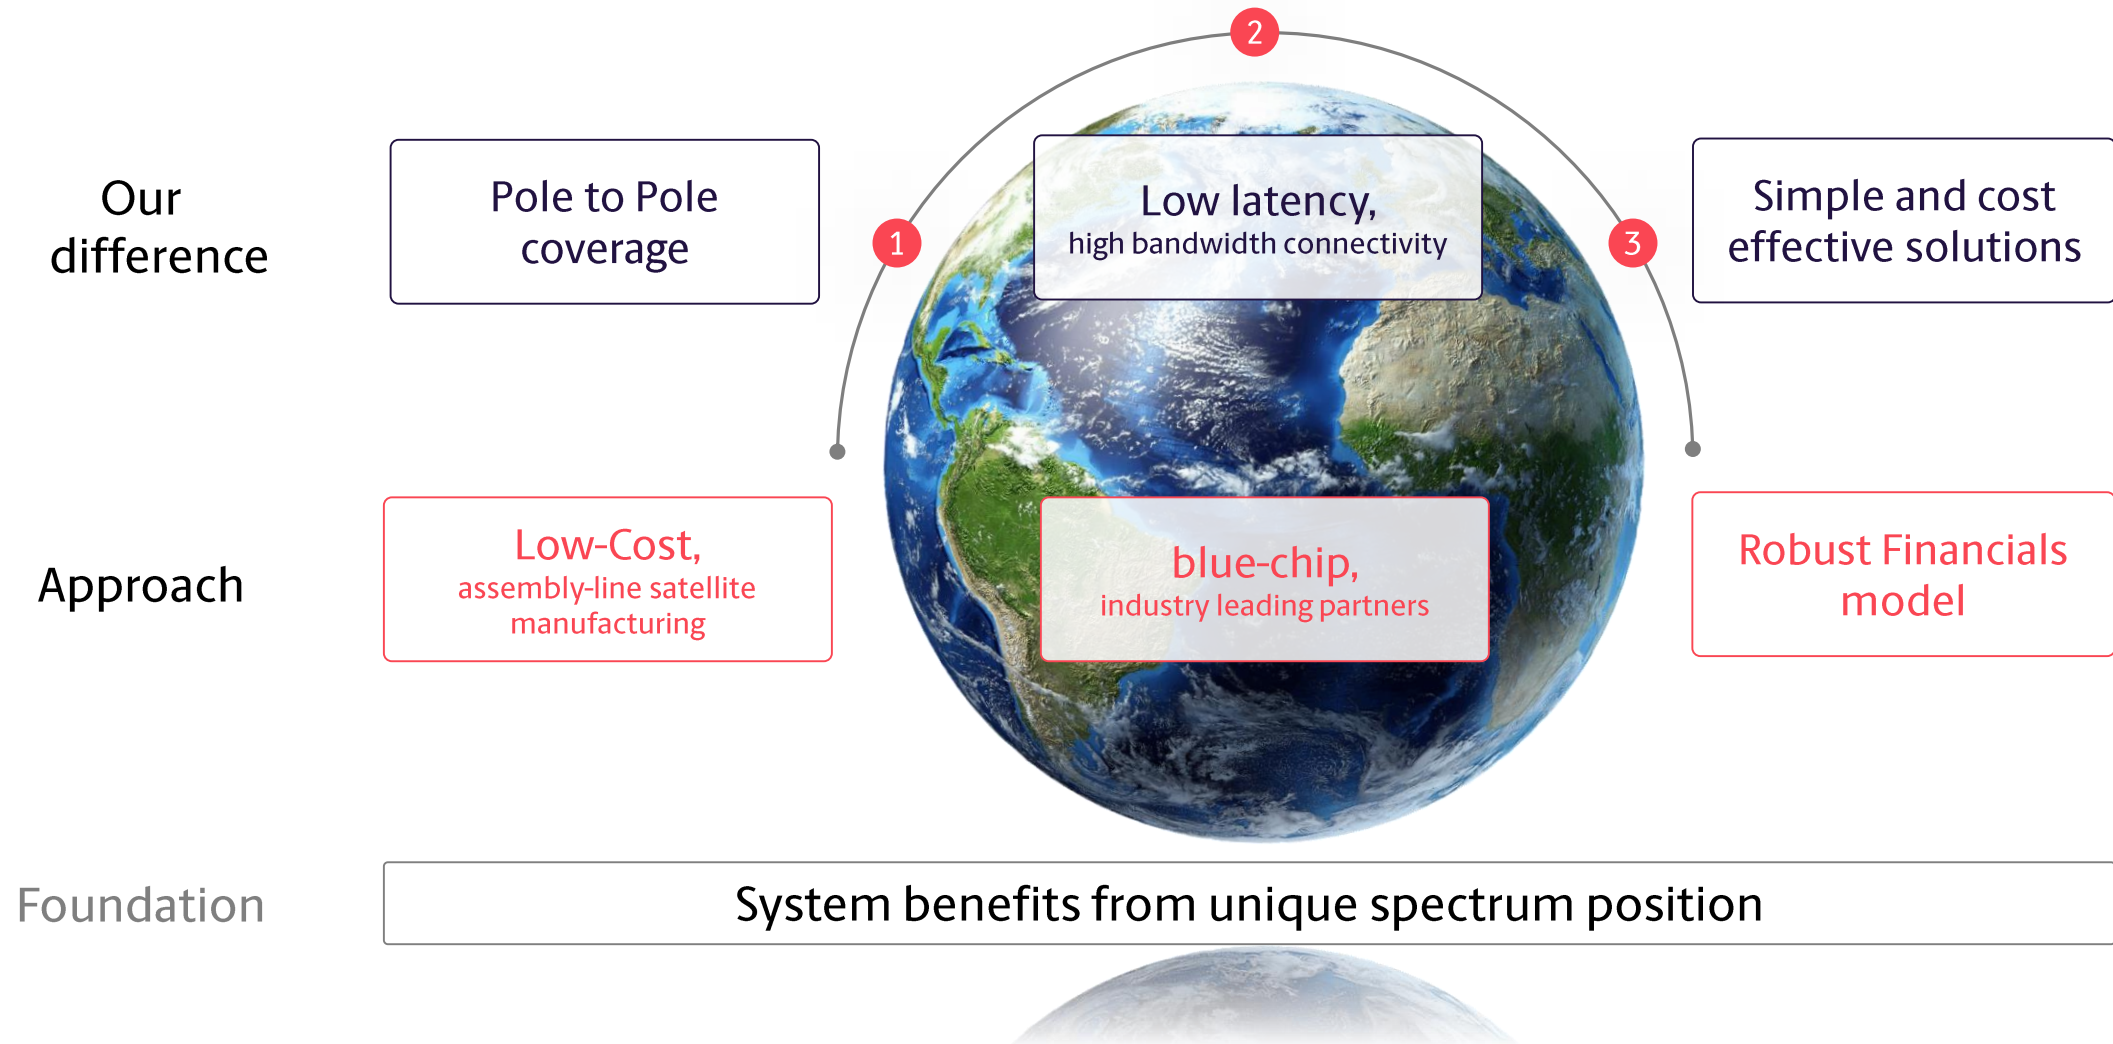 2
Our
difference
Pole to Pole
coverage
1
Low latency,
high bandwidth connectivity
3
Simple and cost
effective solutions
Approach
Low-Cost,
assembly-line satellite
manufacturing
blue-chip,
industry leading partners
Robust Financials
model
Foundation
System benefits from unique spectrum position